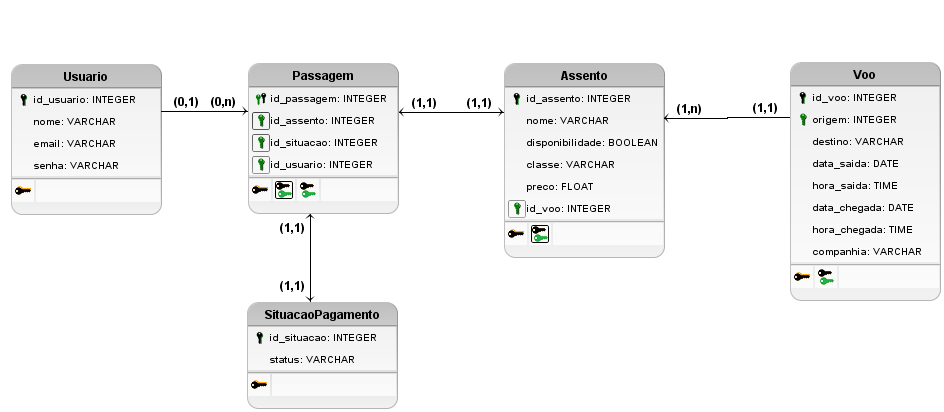 Usuario
id_usuario: INTEGER
nome: VARCHAR
email: VARCHAR
senha: VARCHAR
(0,1)
(0,n)
Passagem
id_passagem: INTEGER
id_assento: INTEGER
id_situacao: INTEGER
id_usuario: INTEGER
(1,1)
(1,1)
Assento
id_assento: INTEGER
nome: VARCHAR
disponibilidade: BOOLEAN
classe: VARCHAR
preco: FLOAT
id_voo: INTEGER
(1,n)
(1,1)
Voo
id_voo: INTEGER
origem: INTEGER
destino: VARCHAR
data_saida: DATE
hora_saida: TIME
data_chegada: DATE
hora_chegada: TIME
companhia: VARCHAR
(1,1)
(1,1)
SituacaoPagamento
id_situacao: INTEGER
status: VARCHAR